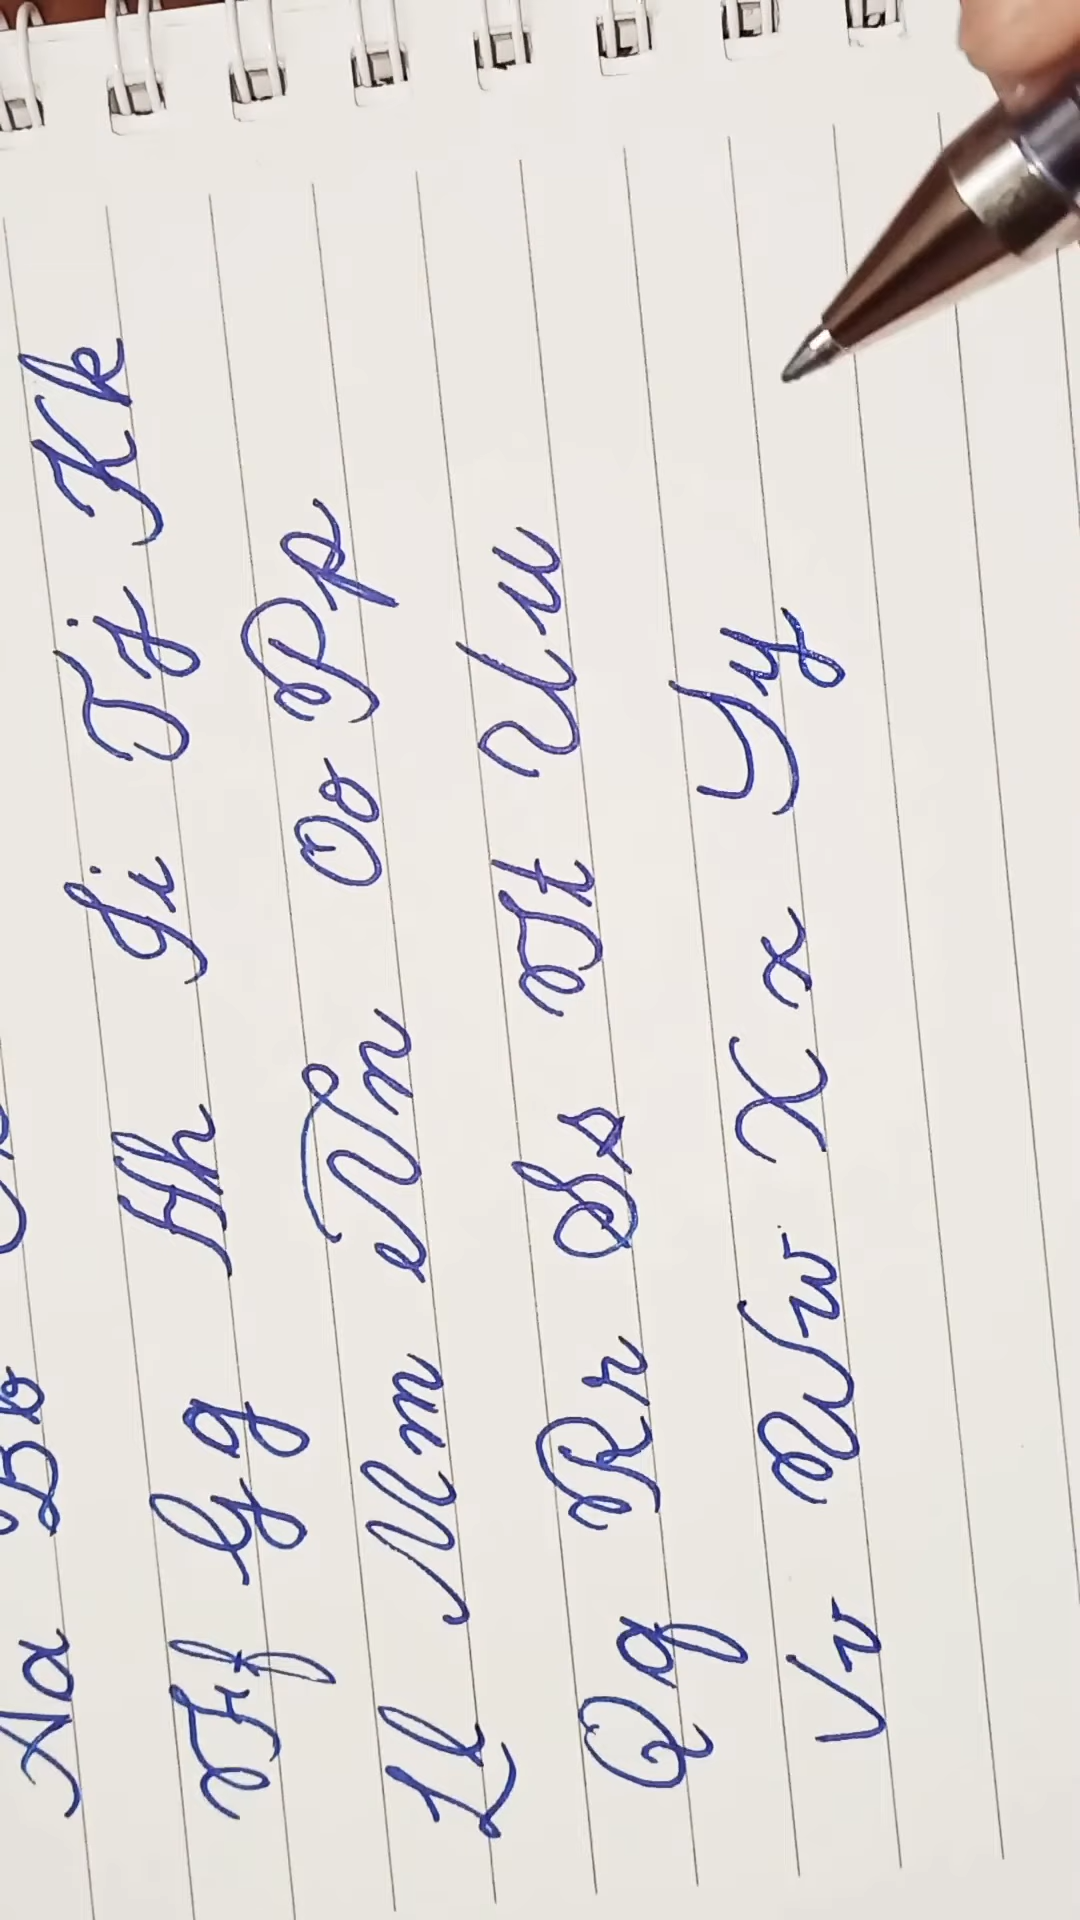 Aa Bb
Ff Gg Hh Ii Jj Kk
Ll Mm Nn Oo Pp
Qq Rr Ss Tt Uu
Vv Ww Xx Yy